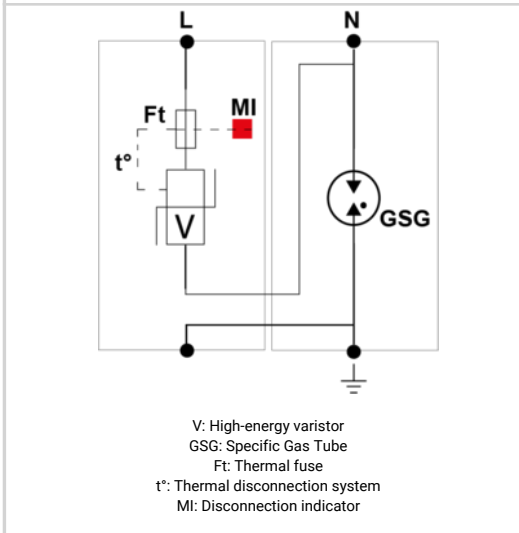 L N
Ft MI
t°
V
GSG
V: High-energy varistor
GSG: Specific Gas Tube
Ft: Thermal fuse
t°: Thermal disconnection system
MI: Disconnection indicator